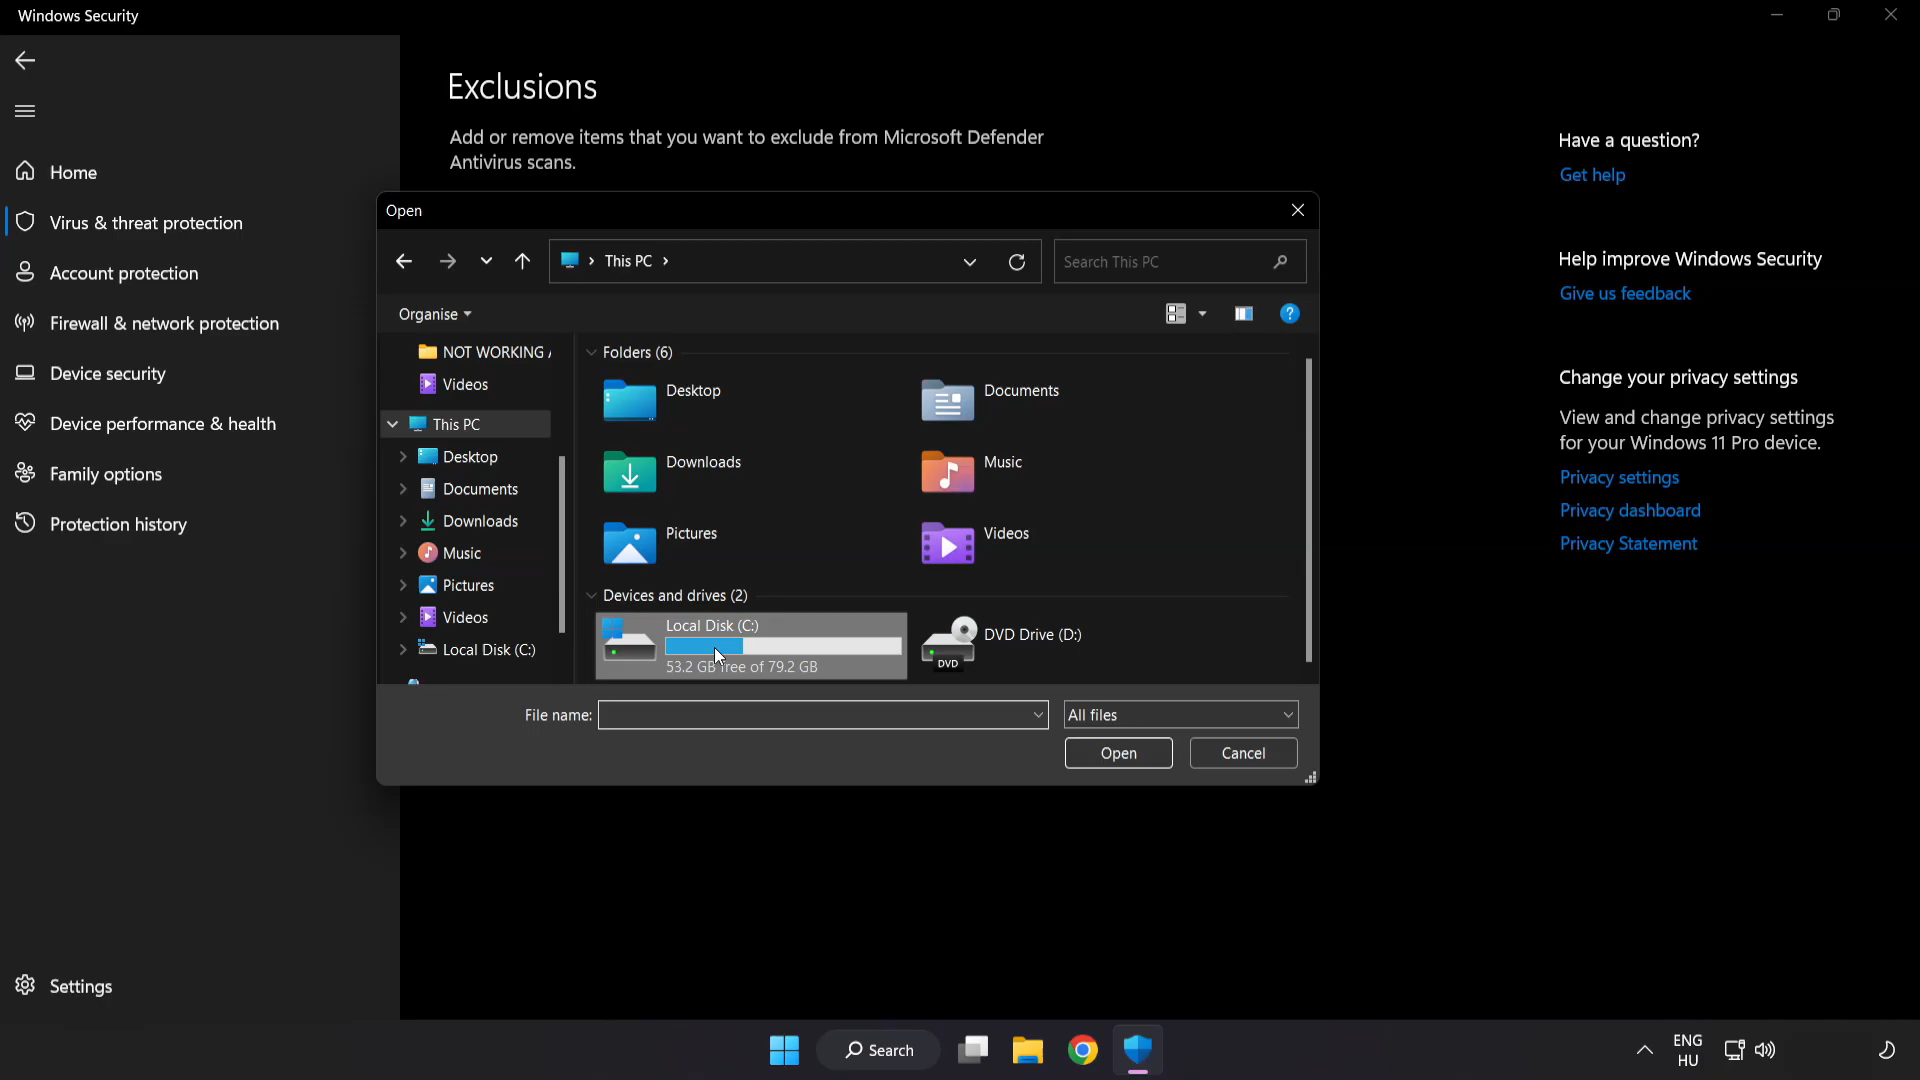 Windows Security
Home
Virus & threat protection
Account protection
Firewall & network protection
Device security
Device performance & health
Family options
Protection history
Settings
Exclusions
Add or remove items that you want to exclude from Microsoft Defender
Antivirus scans.
Have a question?
Get help
Help improve Windows Security
Give us feedback
Change your privacy settings
View and change privacy settings
for your Windows 11 Pro device.
Privacy settings
Privacy dashboard
Privacy Statement
Open
This PC
Search This PC
Organise
?
NOT WORKING
Videos
This PC
Desktop
Documents
Downloads
Music
Pictures
Videos
Local Disk (C:)
Folders (6)
Desktop
Documents
Downloads
Music
Pictures
Videos
Devices and drives (2)
Local Disk (C:)
53.2 GB free of 79.2 GB
DVD Drive (D:)
DVD
File name:
All files
Open
Cancel
Search
ENG
HU